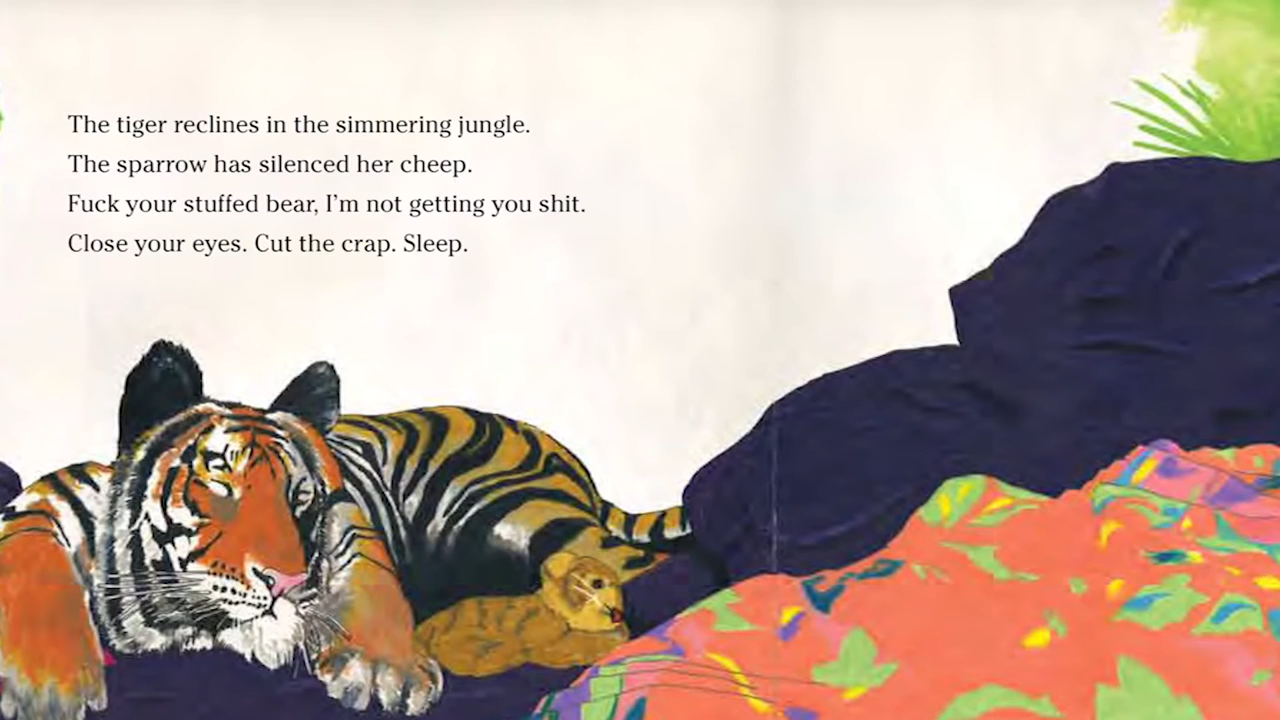 The tiger reclines in the simmering jungle.
The sparrow has silenced her cheep.
Fuck your stuffed bear, I'm not getting you shit.
Close your eyes. Cut the crap. Sleep.